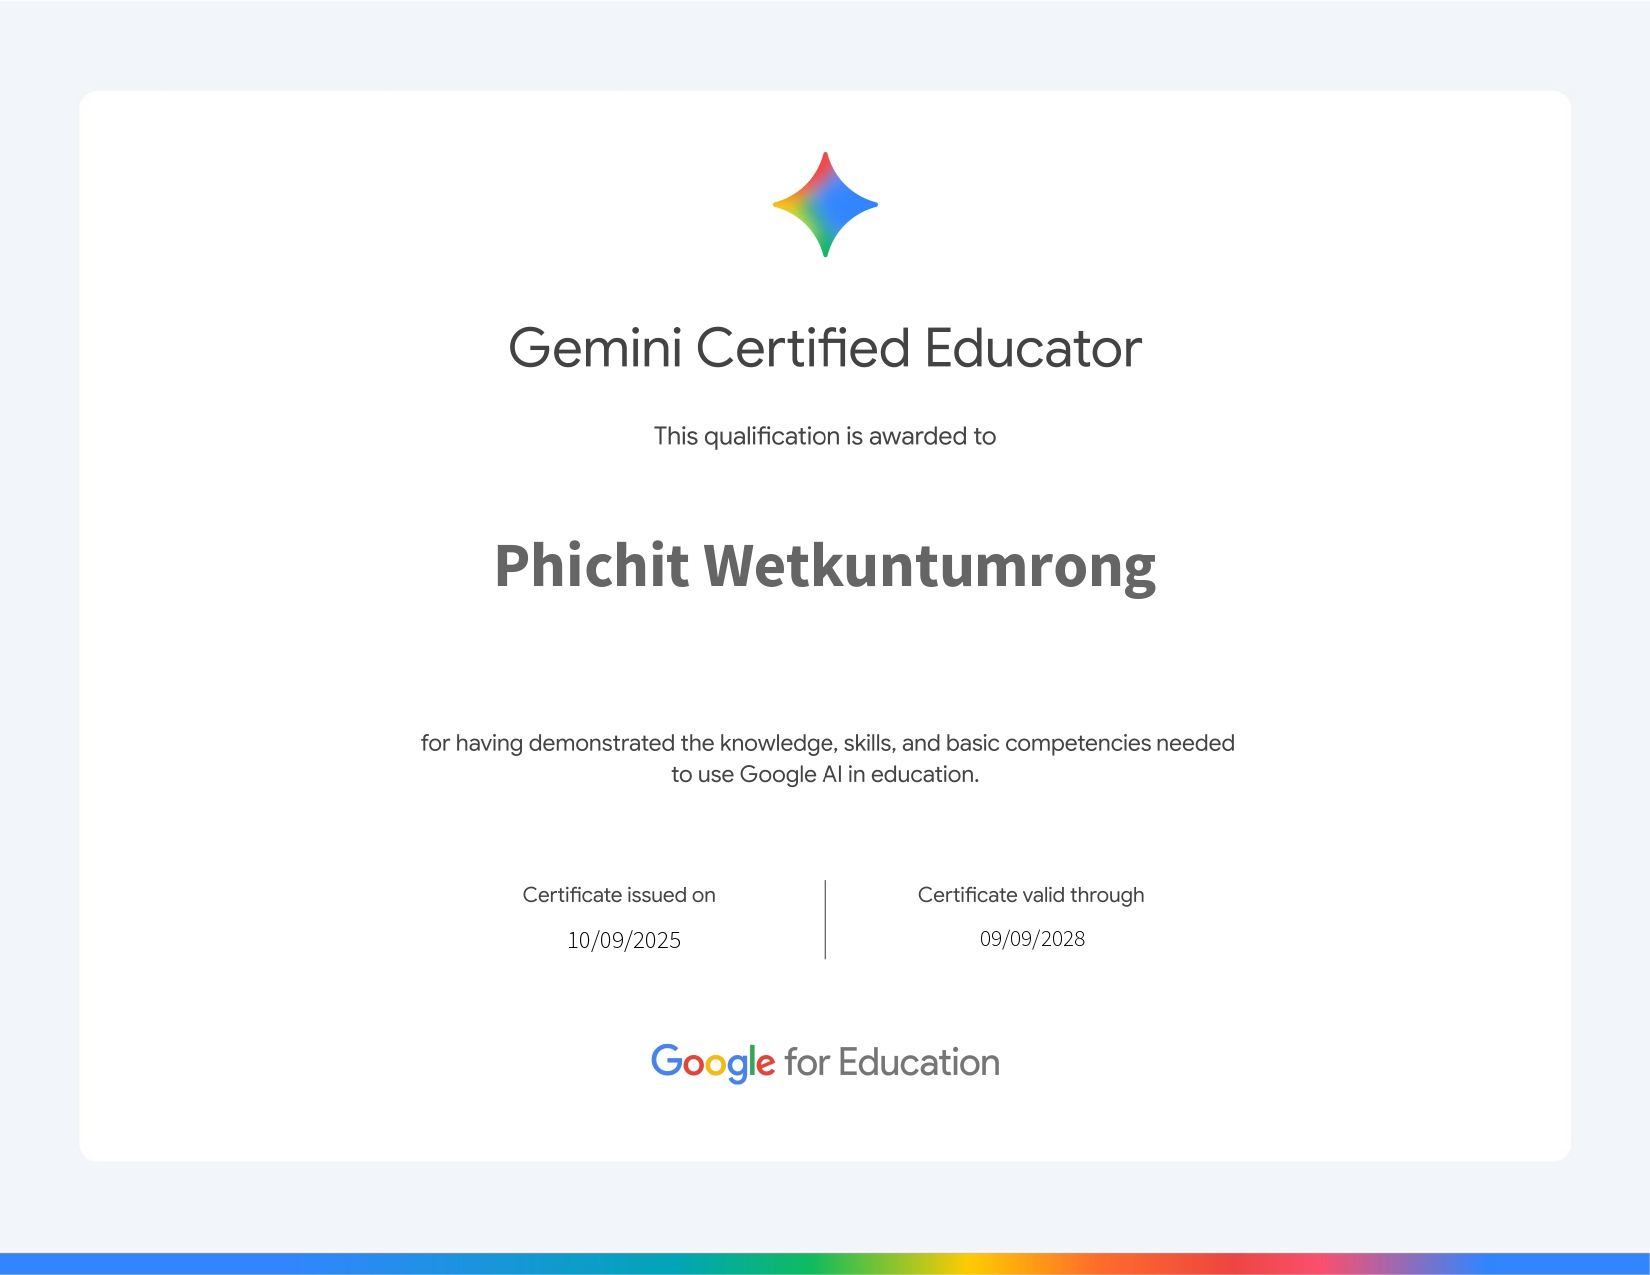 Gemini Certified Educator
This qualification is awarded to
Phichit Wetkuntumrong
for having demonstrated the knowledge, skills, and basic competencies needed
to use Google AI in education.
Certificate issued on
10/09/2025
Certificate valid through
09/09/2028
Google for Education